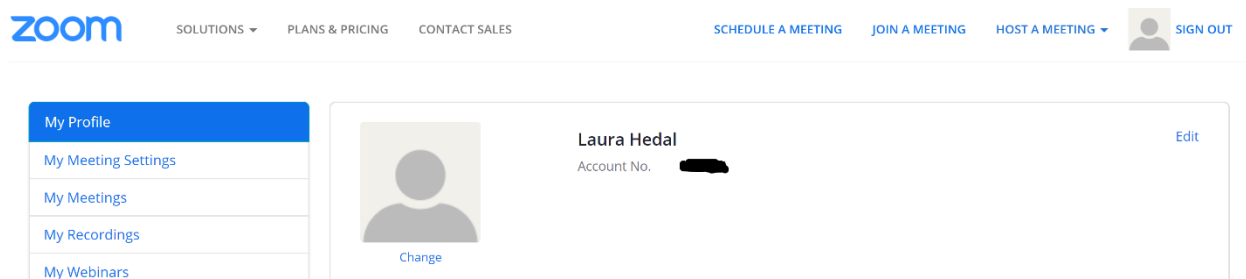 zoom SOLUTIONS PLANS & PRICING CONTACT SALES SCHEDULE A MEETING JOIN A MEETING HOST A MEETING SIGN OUT
My Profile
My Meeting Settings
My Meetings
My Recordings
My Webinars
Laura Hedal
Edit
Account No.
Change